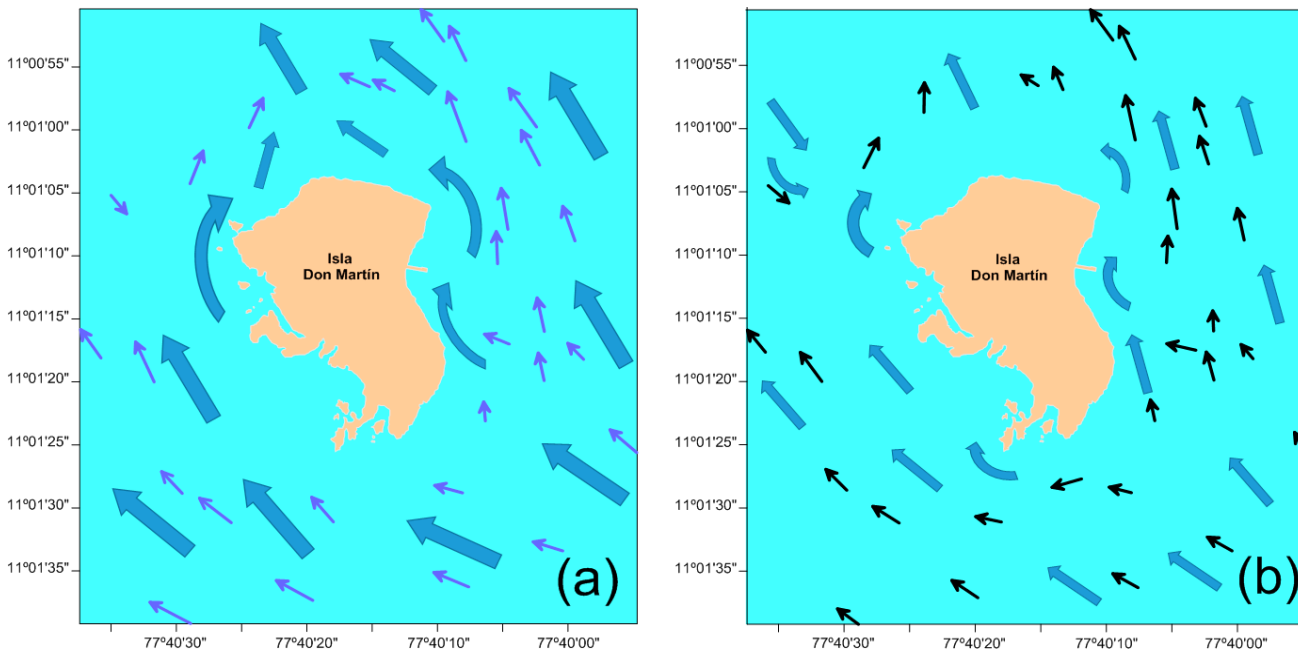 11º00'55"
11º01'00"
11º01'05"
11º01'10"
11º01'15"
11º01'20"
11º01'25"
11º01'30"
11º01'35"
Isla
Don Martín
(a)
77º40'30"
77º40'20"
77º40'10"
77º40'00"
11º00'55"
11º01'00"
11º01'05"
11º01'10"
11º01'15"
11º01'20"
11º01'25"
11º01'30"
11º01'35"
Isla
Don Martín
(b)
77º40'30"
77º40'20"
77º40'10"
77º40'00"